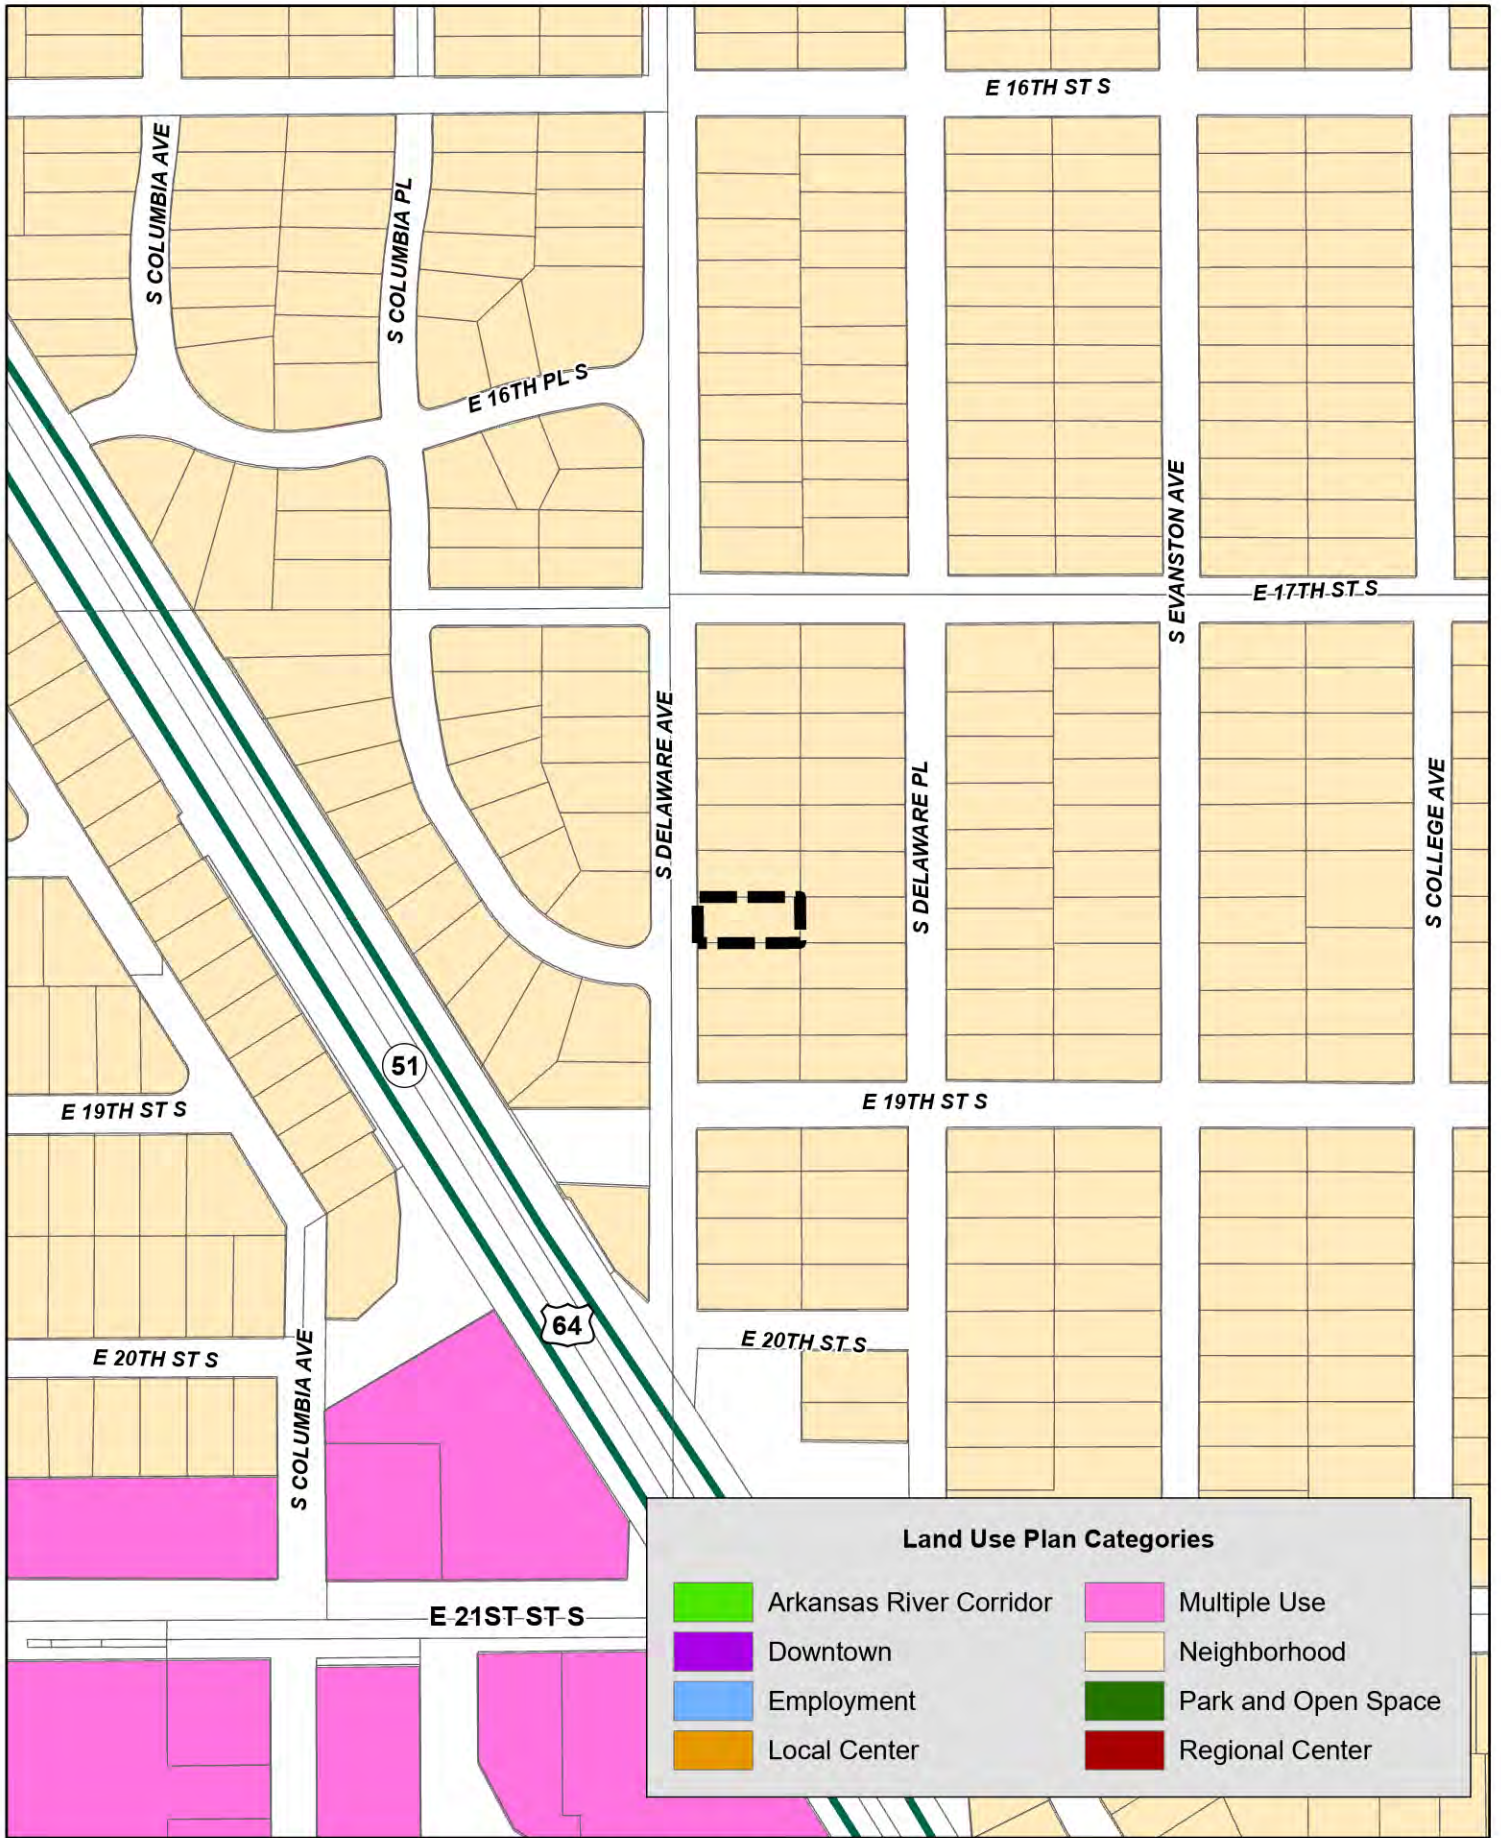 E 16TH ST S
S COLUMBIA AVE
S COLUMBIA PL
E 16TH PL S
S EVANSTON AVE
E 17TH ST S
S DELAWARE AVE
S DELAWARE PL
S COLLEGE AVE
51
E 19TH ST S
E 19TH ST S
64
E 20TH ST S
E 20TH ST S
S COLUMBIA AVE
E 21ST ST S
Land Use Plan Categories
Arkansas River Corridor
Multiple Use
Downtown
Neighborhood
Employment
Park and Open Space
Local Center
Regional Center